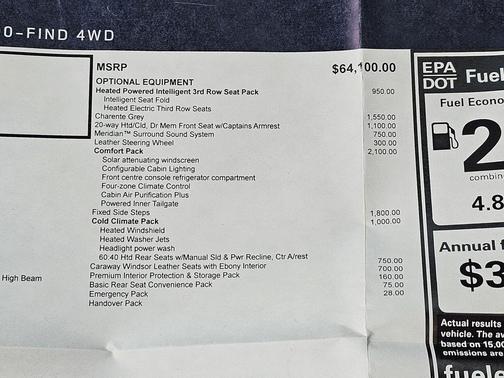 0-FIND 4WD
MSRP $64,100.00
OPTIONAL EQUIPMENT
Heated Powered Intelligent 3rd Row Seat Pack 950.00
Intelligent Seat Fold
Heated Electric Third Row Seats
Charente Grey 1,550.00
20-way Htd/Cld, Dr Mem Front Seat w/Captains Armrest 1,100.00
Meridian™ Surround Sound System 750.00
Leather Steering Wheel 300.00
Comfort Pack 2,100.00
Solar attenuating windscreen
Configurable Cabin Lighting
Front centre console refrigerator compartment
Four-zone Climate Control
Cabin Air Purification Plus
Powered Inner Tailgate
Fixed Side Steps 1,800.00
Cold Climate Pack 1,000.00
Heated Windshield
Heated Washer Jets
Headlight power wash
60:40 Htd Rear Seats w/Manual Sld & Pwr Recline, Ctr A/rest 750.00
Caraway Windsor Leather Seats with Ebony Interior 700.00
Premium Interior Protection & Storage Pack 160.00
Basic Rear Seat Convenience Pack 75.00
Emergency Pack 28.00
Handover Pack
High Beam
EPA
DOT Fuel
Fuel Econo
2
combin
4.8
Annual f
$3
Actual results
vehicle. The av
based on 15,00
emissions are
fuele